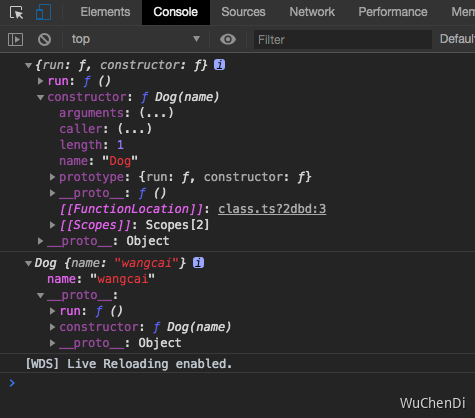 Elements Console Sources Network Performance Memory
top Filter Defaul
{run: ƒ, constructor: ƒ} i
run: ƒ ()
constructor: ƒ Dog(name)
arguments: (...)
caller: (...)
length: 1
name: "Dog"
prototype: {run: ƒ, constructor: ƒ}
__proto__: ƒ ()
[[FunctionLocation]]: class.ts?2dbd:3
[[Scopes]]: Scopes[2]
__proto__: Object
Dog {name: "wangcai"} i
name: "wangcai"
__proto__:
run: ƒ ()
constructor: ƒ Dog(name)
__proto__: Object
[WDS] Live Reloading enabled.
WuChenDi